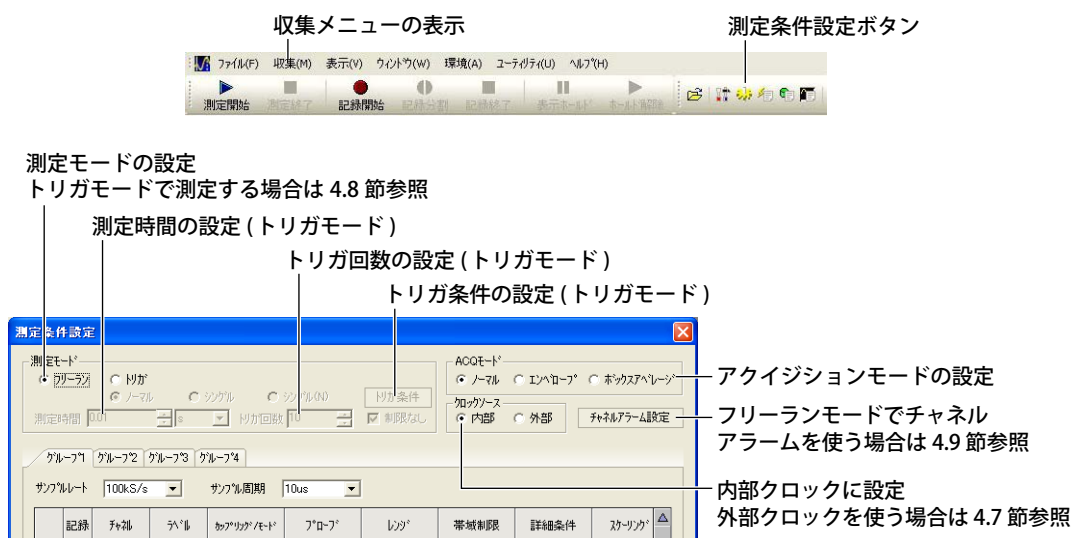 収集メニューの表示
測定条件設定ボタン
ファイル(F) 収集(M) 表示(V) ウィンドウ(W) 環境(A) ユーティリティ(U) ヘルプ(H)
測定開始 測定終了 記録開始 記録分割 記録終了 表示ホールド ホールド解除
測定モードの設定
トリガモードで測定する場合は 4.8 節参照
測定時間の設定 ( トリガモード )
トリガ回数の設定 ( トリガモード )
トリガ条件の設定 ( トリガモード )
測定条件設定
測定モード
フリーラン トリガ
ノーマル シングル シングル(N) トリガ条件
測定時間 0.01 s トリガ回数 10 制限なし
ACQモード
ノーマル エンベロープ ボックスアベレージ
クロックソース
内部 外部 チャネルアラーム設定
アクイジションモードの設定
フリーランモードでチャネル
アラームを使う場合は 4.9 節参照
グループ1 グループ2 グループ3 グループ4
サンプルレート 100kS/s サンプル周期 10us
内部クロックに設定
外部クロックを使う場合は 4.7 節参照
記録 チャネル ラベル カップリング/モード プローブ レンジ 帯域制限 詳細条件 スケーリング